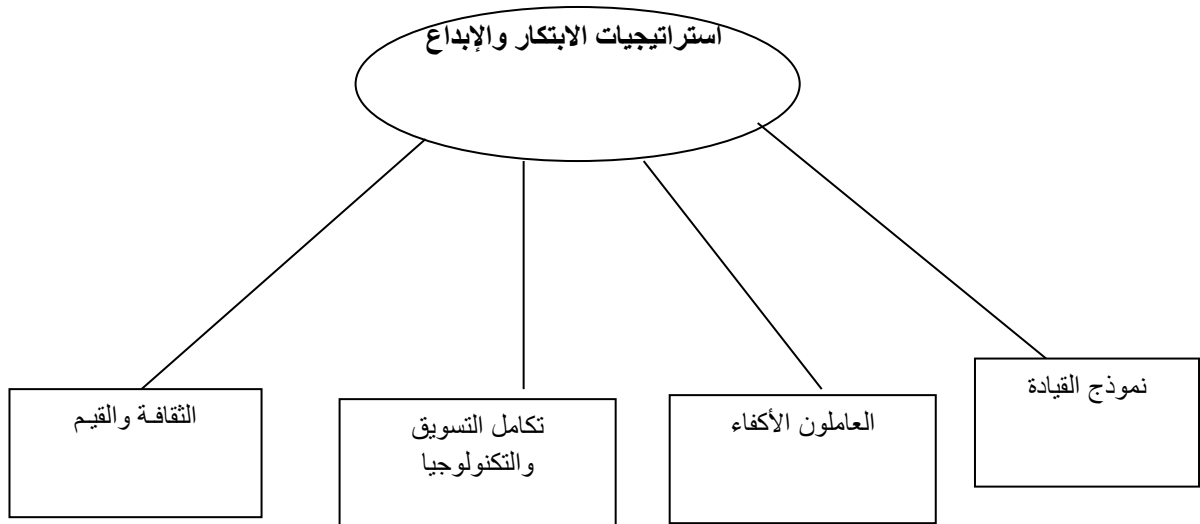 استراتيجيات الابتكار والإبداع
نموذج القيادة
العاملون الأكفاء
تكامل التسويق
والتكنولوجيا
الثقافة والقيم